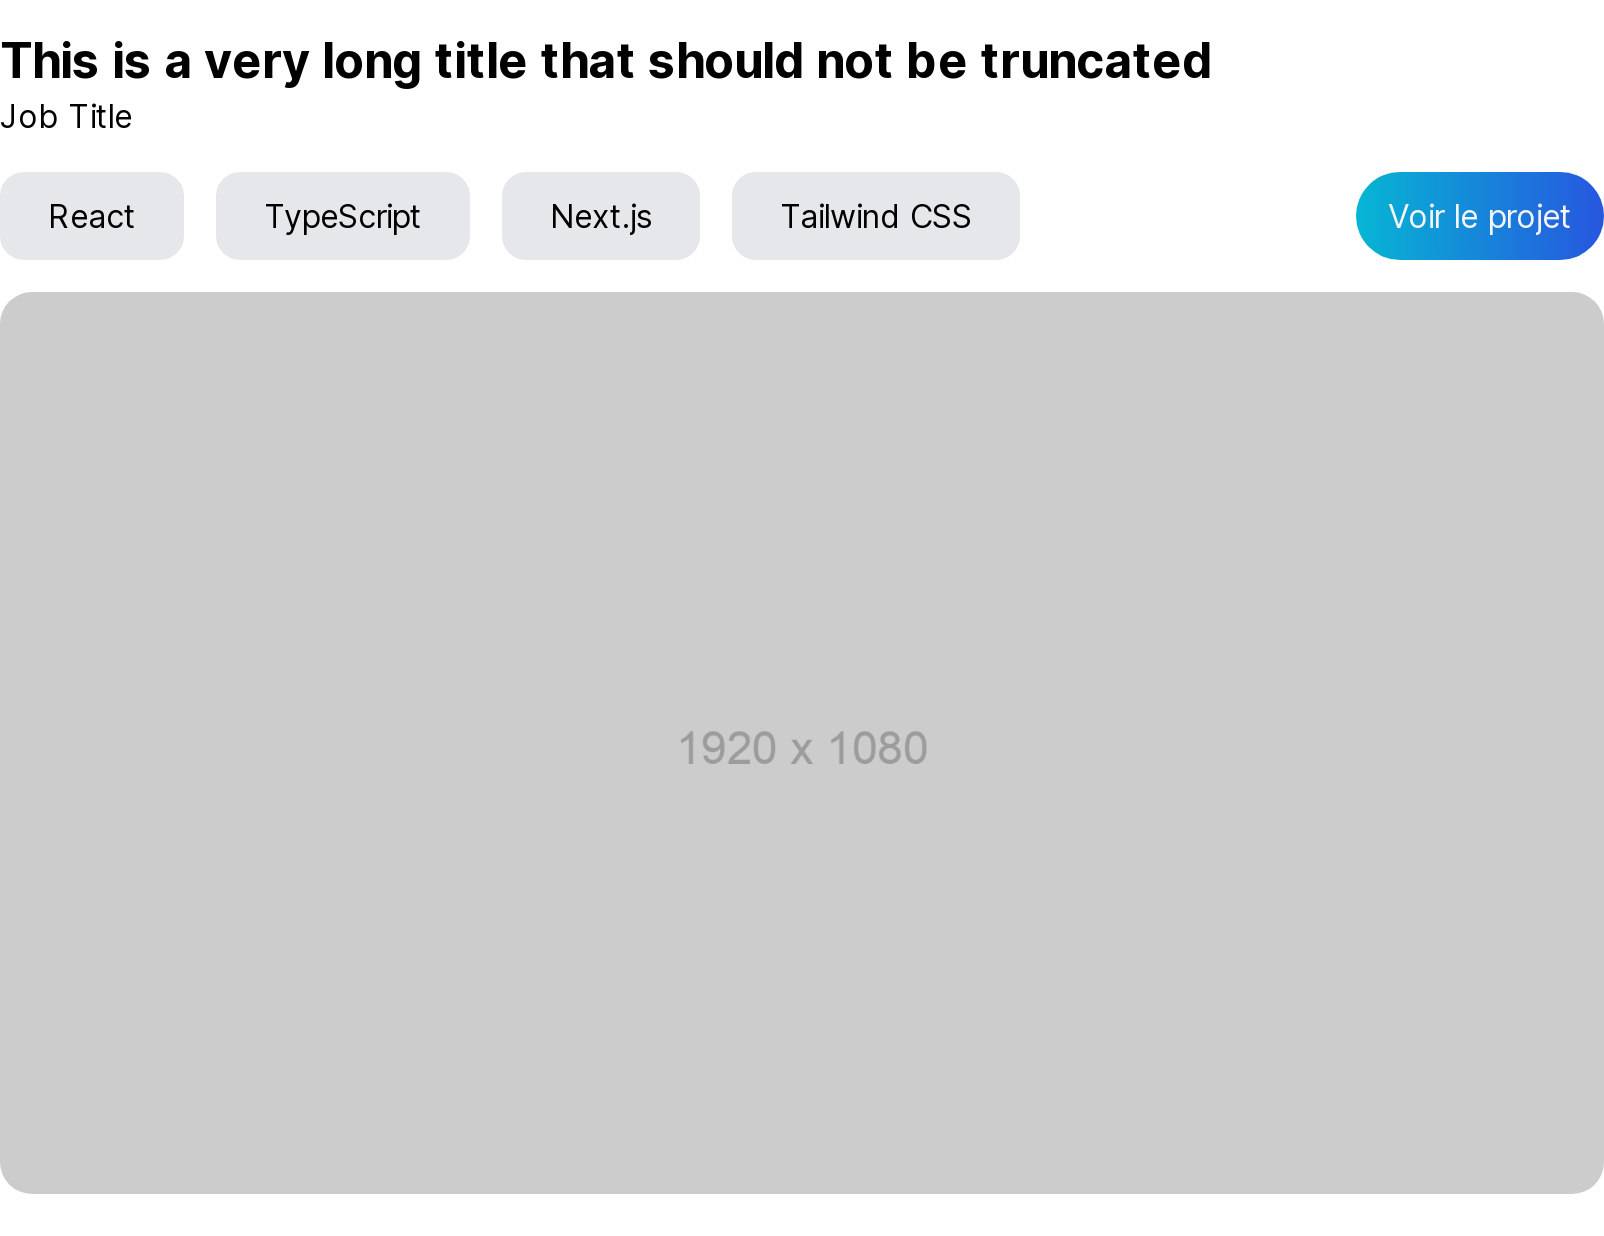 This is a very long title that should not be truncated
Job Title
React TypeScript Next.js Tailwind CSS Voir le projet
1920 x 1080